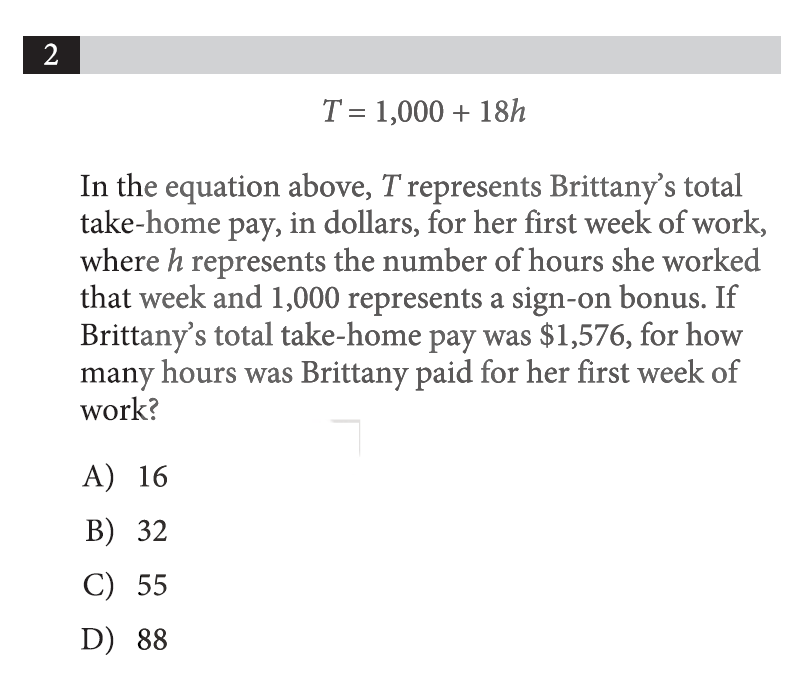 2
T = 1,000 + 18h
In the equation above, T represents Brittany’s total
take-home pay, in dollars, for her first week of work,
where h represents the number of hours she worked
that week and 1,000 represents a sign-on bonus. If
Brittany’s total take-home pay was $1,576, for how
many hours was Brittany paid for her first week of
work?
A) 16
B) 32
C) 55
D) 88